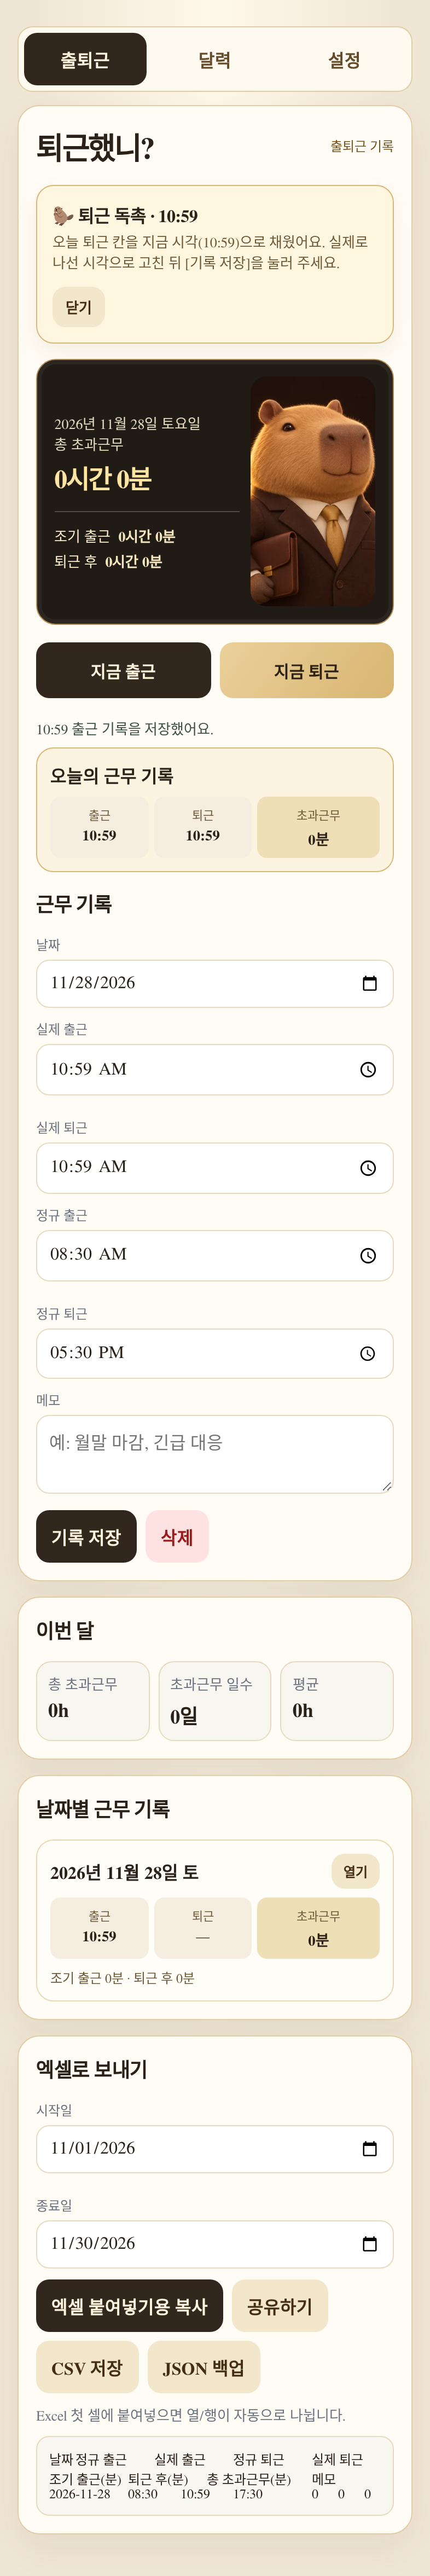 출퇴근 달력 설정
퇴근했니? 출퇴근 기록
🦫 퇴근 독촉 · 10:59
오늘 퇴근 칸을 지금 시각(10:59)으로 채웠어요. 실제로
나선 시각으로 고친 뒤 [기록 저장]을 눌러 주세요.
닫기
2026년 11월 28일 토요일
총 초과근무
0시간 0분
조기 출근 0시간 0분
퇴근 후 0시간 0분
지금 출근 지금 퇴근
10:59 출근 기록을 저장했어요.
오늘의 근무 기록
출근 퇴근 초과근무
10:59 10:59 0분
근무 기록
날짜
11/28/2026
실제 출근
10:59 AM
실제 퇴근
10:59 AM
정규 출근
08:30 AM
정규 퇴근
05:30 PM
메모
예: 월말 마감, 긴급 대응
기록 저장 삭제
이번 달
총 초과근무 초과근무 일수 평균
0h 0일 0h
날짜별 근무 기록
2026년 11월 28일 토 열기
출근 퇴근 초과근무
10:59 — 0분
조기 출근 0분 · 퇴근 후 0분
엑셀로 보내기
시작일
11/01/2026
종료일
11/30/2026
엑셀 붙여넣기용 복사 공유하기
CSV 저장 JSON 백업
Excel 첫 셀에 붙여넣으면 열/행이 자동으로 나뉩니다.
날짜 정규 출근 실제 출근 정규 퇴근 실제 퇴근
조기 출근(분) 퇴근 후(분) 총 초과근무(분) 메모
2026-11-28 08:30 10:59 17:30 0 0 0